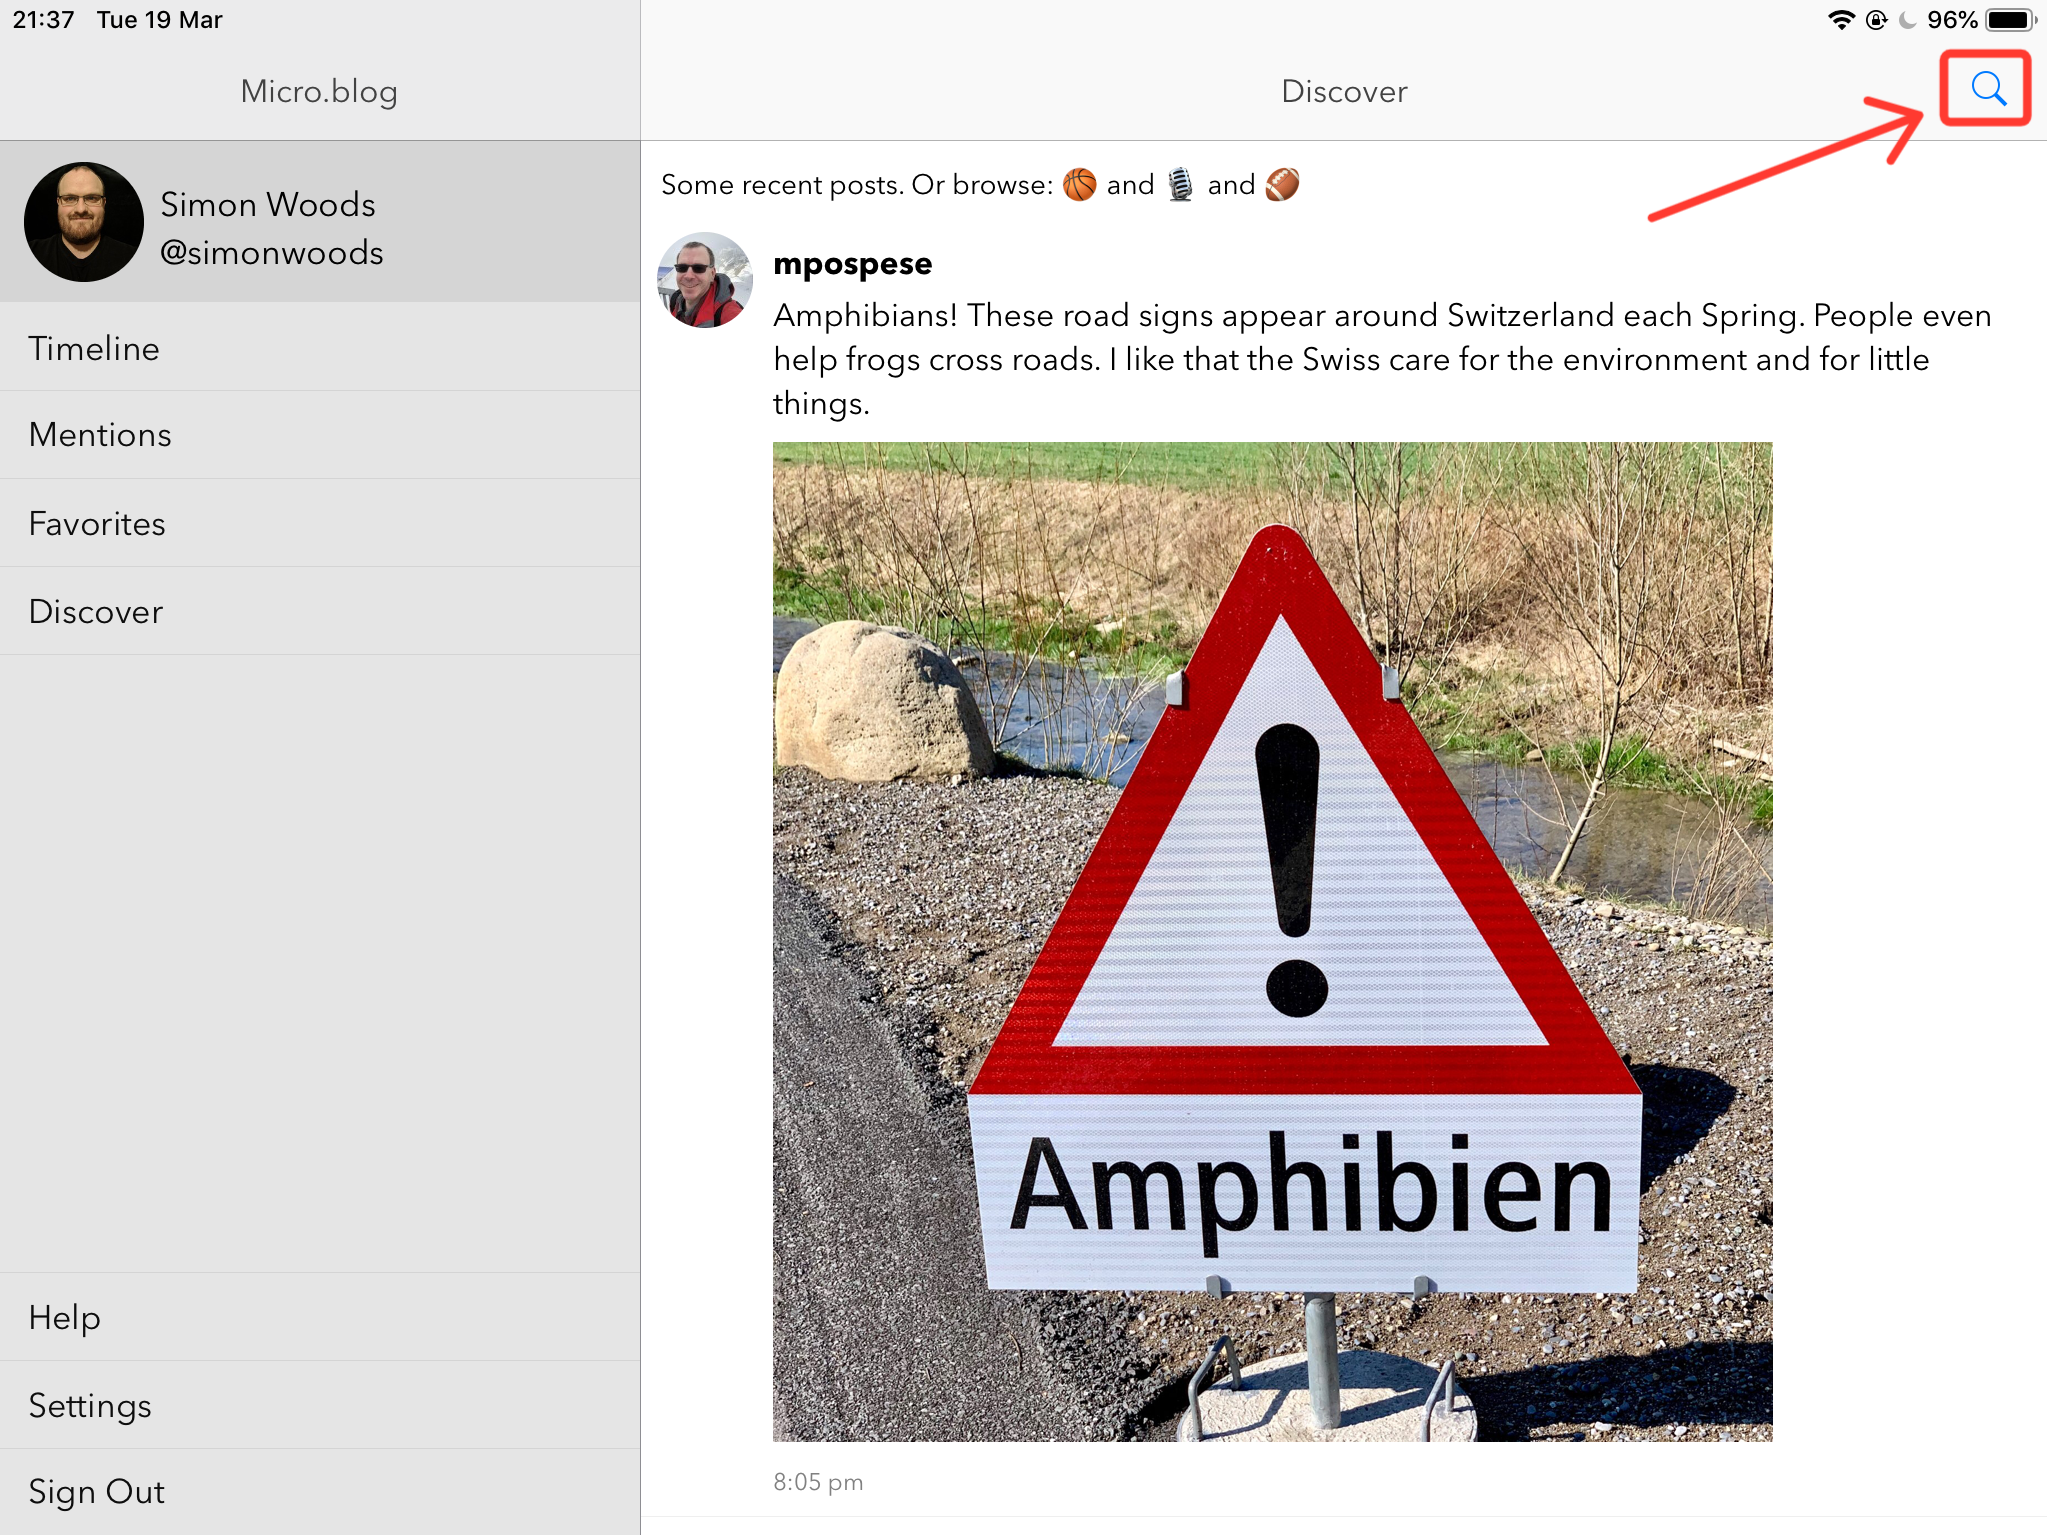 21:37 Tue 19 Mar
96%
Micro.blog
Discover
Simon Woods
@simonwoods
Timeline
Mentions
Favorites
Discover
Help
Settings
Sign Out
Some recent posts. Or browse: 🏀 and 🎙 and 🏈
mpospese
Amphibians! These road signs appear around Switzerland each Spring. People even
help frogs cross roads. I like that the Swiss care for the environment and for little
things.
Amphibien
8:05 pm